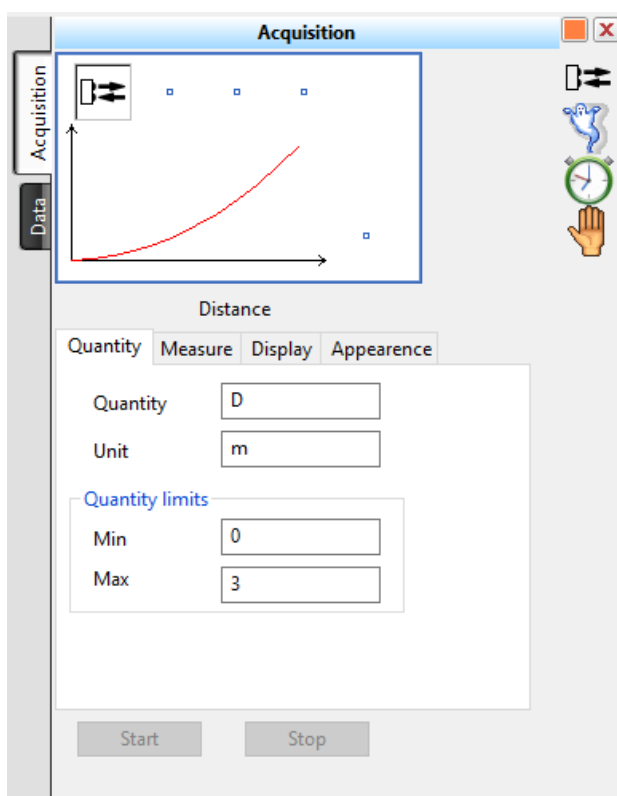 Acquisition
Acquisition
Data
Distance
Quantity Measure Display Appearence
Quantity D
Unit m
Quantity limits
Min 0
Max 3
Start Stop